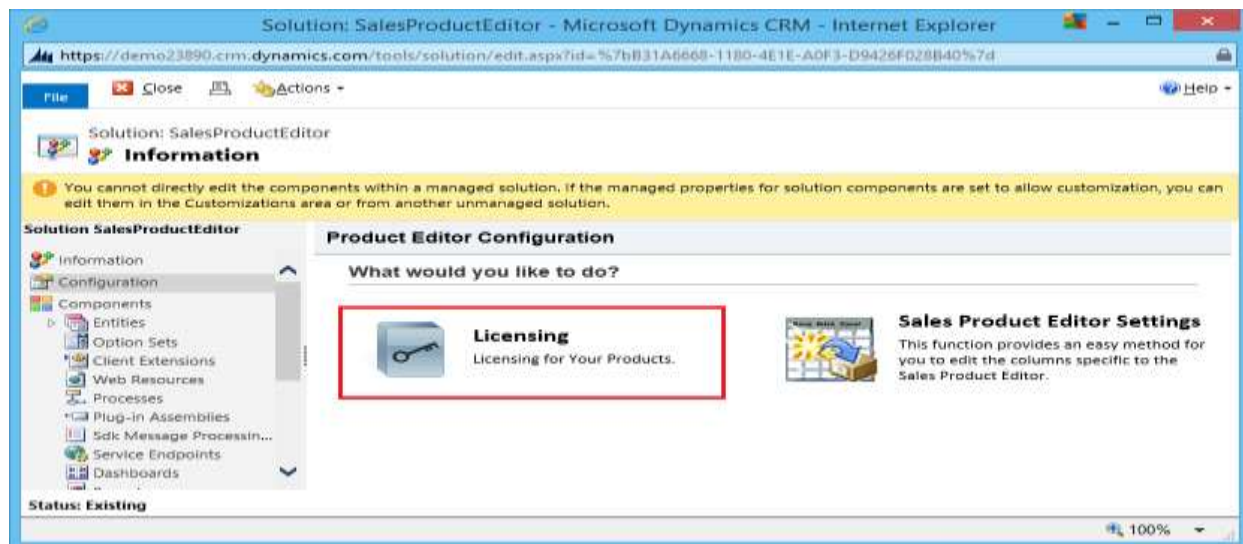 Solution: SalesProductEditor - Microsoft Dynamics CRM - Internet Explorer
https://demo23890.crm.dynamics.com/tools/solution/edit.aspx?id=%7bB31A6668-1180-4E1E-A0F3-D9426F028B40%7d
File Close Actions Help
Solution: SalesProductEditor
Information
You cannot directly edit the components within a managed solution. If the managed properties for solution components are set to allow customization, you can
edit them in the Customizations area or from another unmanaged solution.
Solution SalesProductEditor
Information
Configuration
Components
Entities
Option Sets
Client Extensions
Web Resources
Processes
Plug-in Assemblies
Sdk Message Processin...
Service Endpoints
Dashboards
Status: Existing
Product Editor Configuration
What would you like to do?
Licensing
Licensing for Your Products.
Sales Product Editor Settings
This function provides an easy method for
you to edit the columns specific to the
Sales Product Editor.
100%